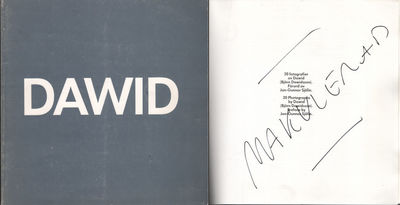 DAWID
20 fotografier
av Dawid
(Björn Dawidsson).
Förord av
Jan-Gunnar Sjölin.
20 Photographs
by Dawid
(Björn Dawidsson).
Preface by
Jan-Gunnar Sjölin.
MAKULERAD